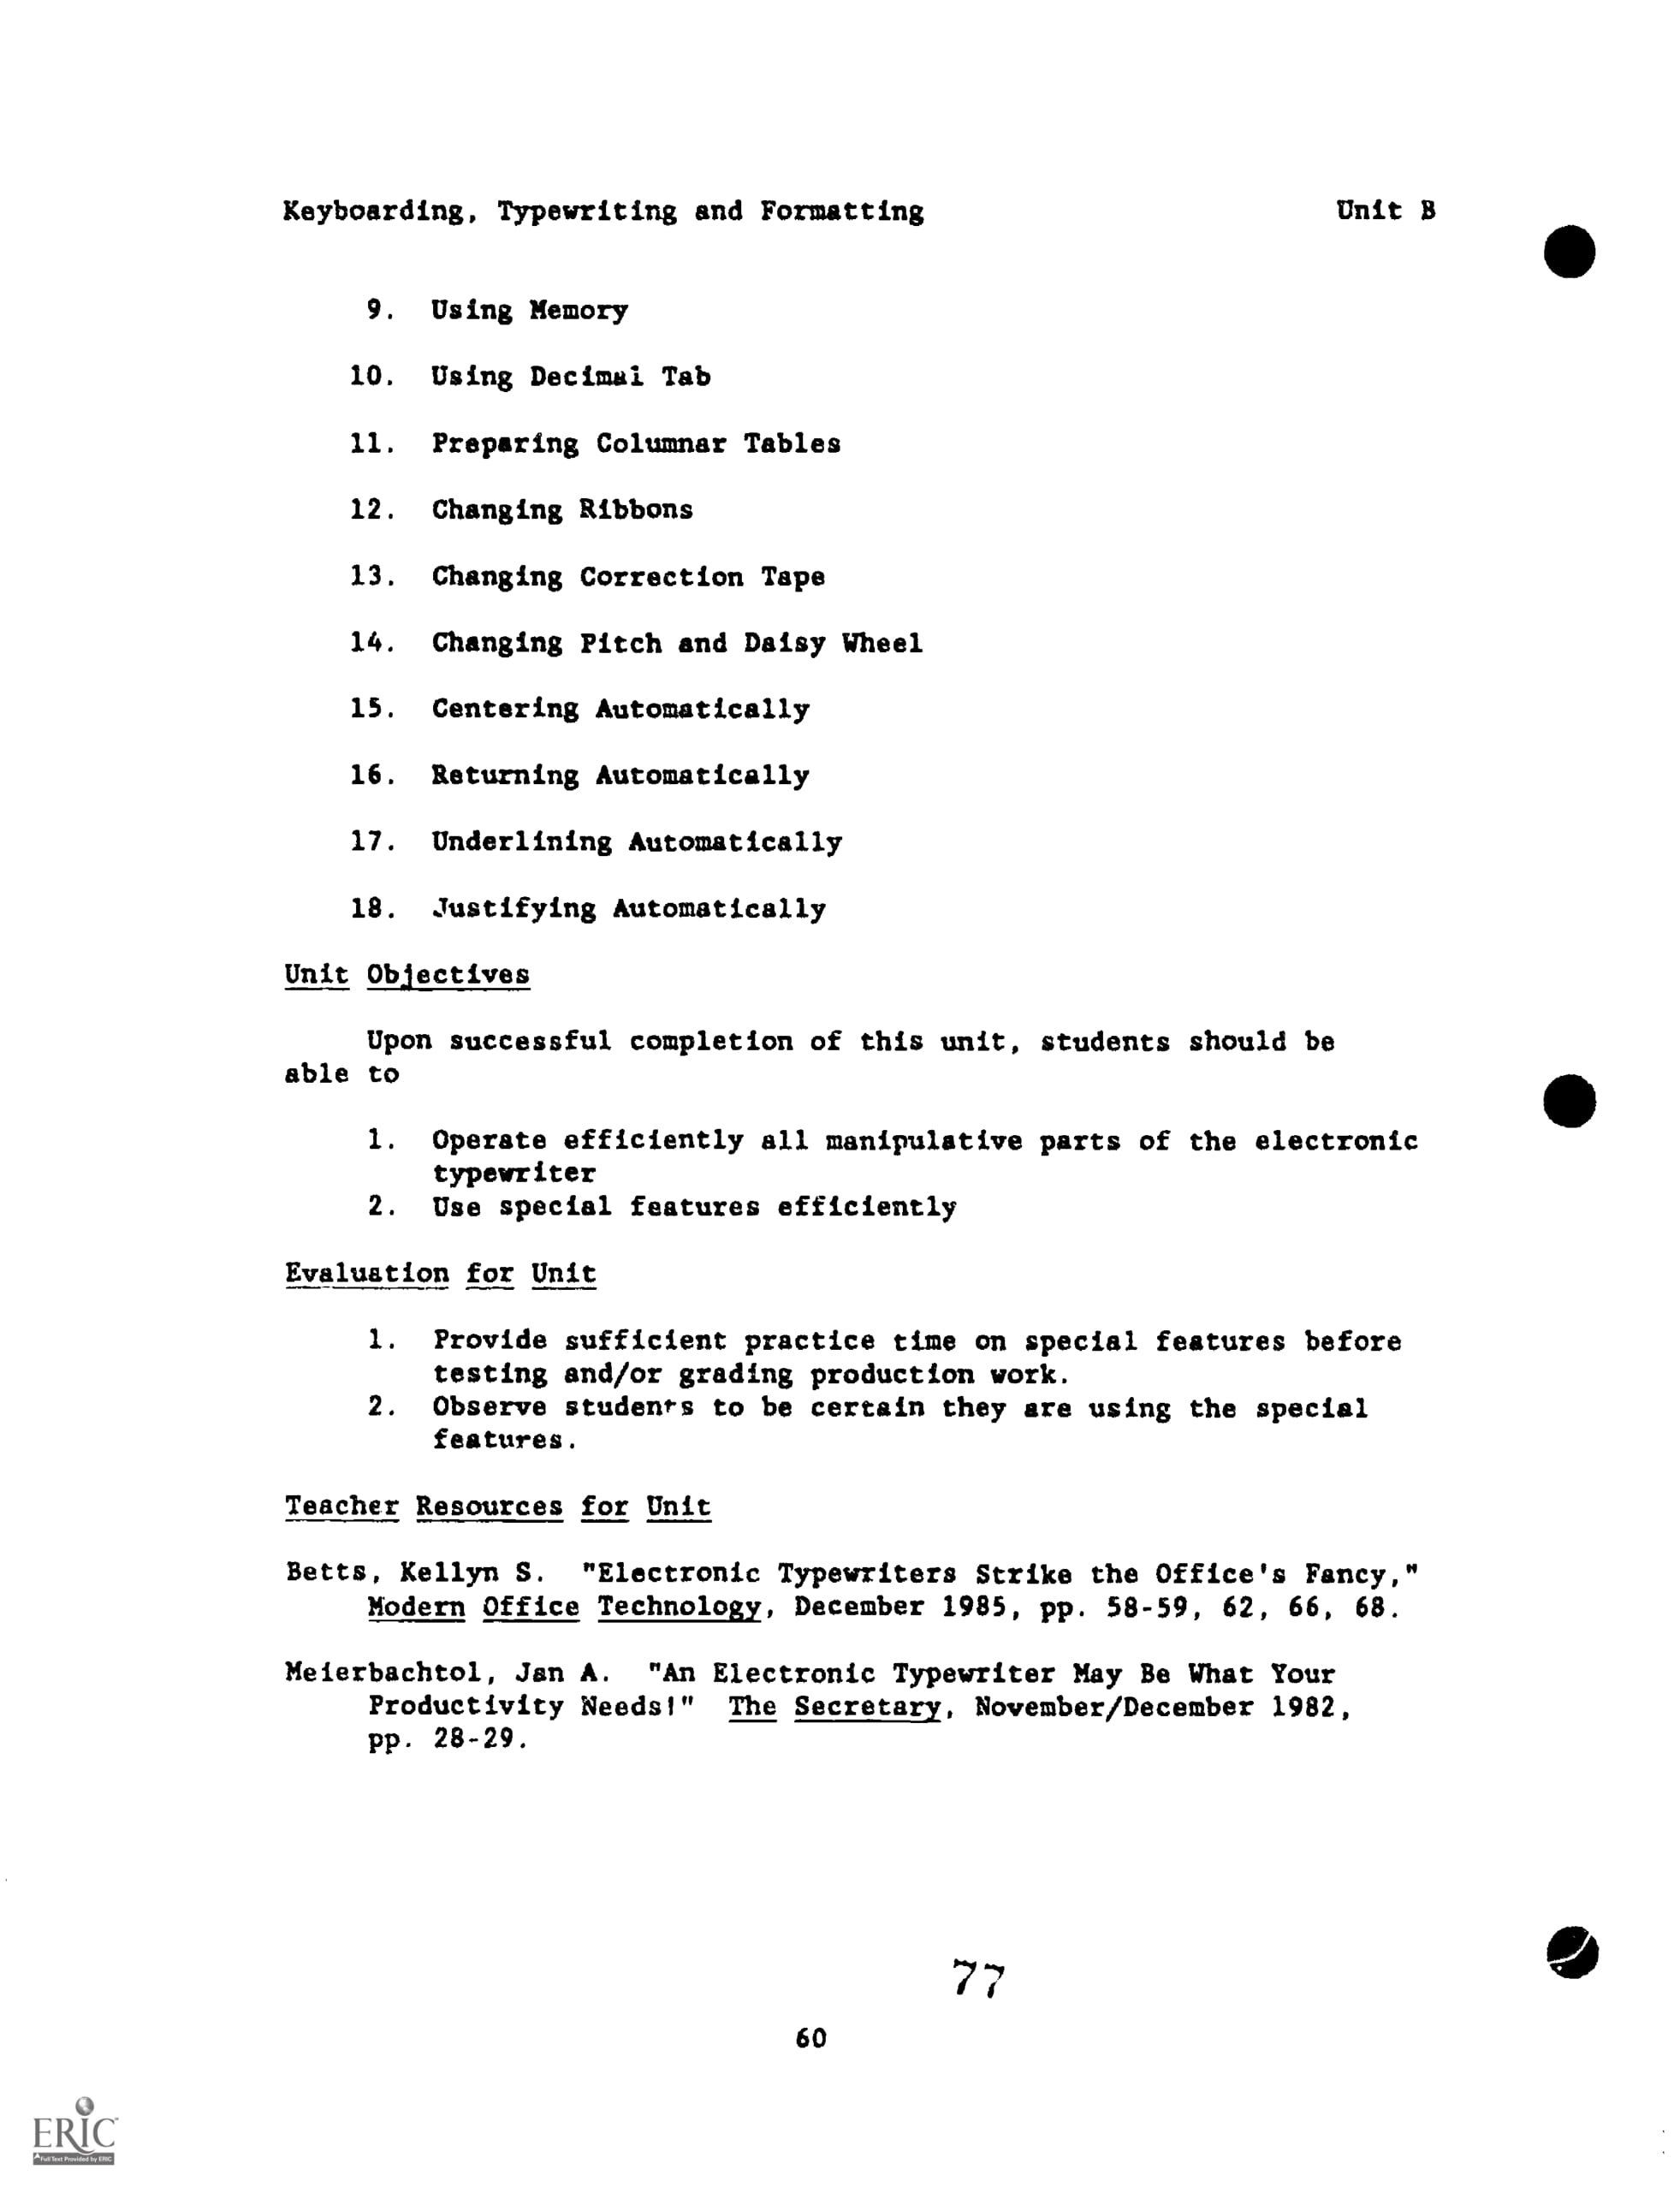 Keyboarding, Typewriting and Formatting Unit B
9. Using Memory
10. Using Decimal Tab
11. Preparing Columnar Tables
12. Changing Ribbons
13. Changing Correction Tape
14. Changing Pitch and Daisy Wheel
15. Centering Automatically
16. Returning Automatically
17. Underlining Automatically
18. Justifying Automatically
Unit Objectives
Upon successful completion of this unit, students should be
able to
1. Operate efficiently all manipulative parts of the electronic
typewriter
2. Use special features efficiently
Evaluation for Unit
1. Provide sufficient practice time on special features before
testing and/or grading production work.
2. Observe students to be certain they are using the special
features.
Teacher Resources for Unit
Betts, Kellyn S. "Electronic Typewriters Strike the Office's Fancy,"
Modern Office Technology, December 1985, pp. 58-59, 62, 66, 68.
Meierbachtol, Jan A. "An Electronic Typewriter May Be What Your
Productivity Needs!" The Secretary, November/December 1982,
pp. 28-29.
77
60
ERIC
Full Text Provided by ERIC